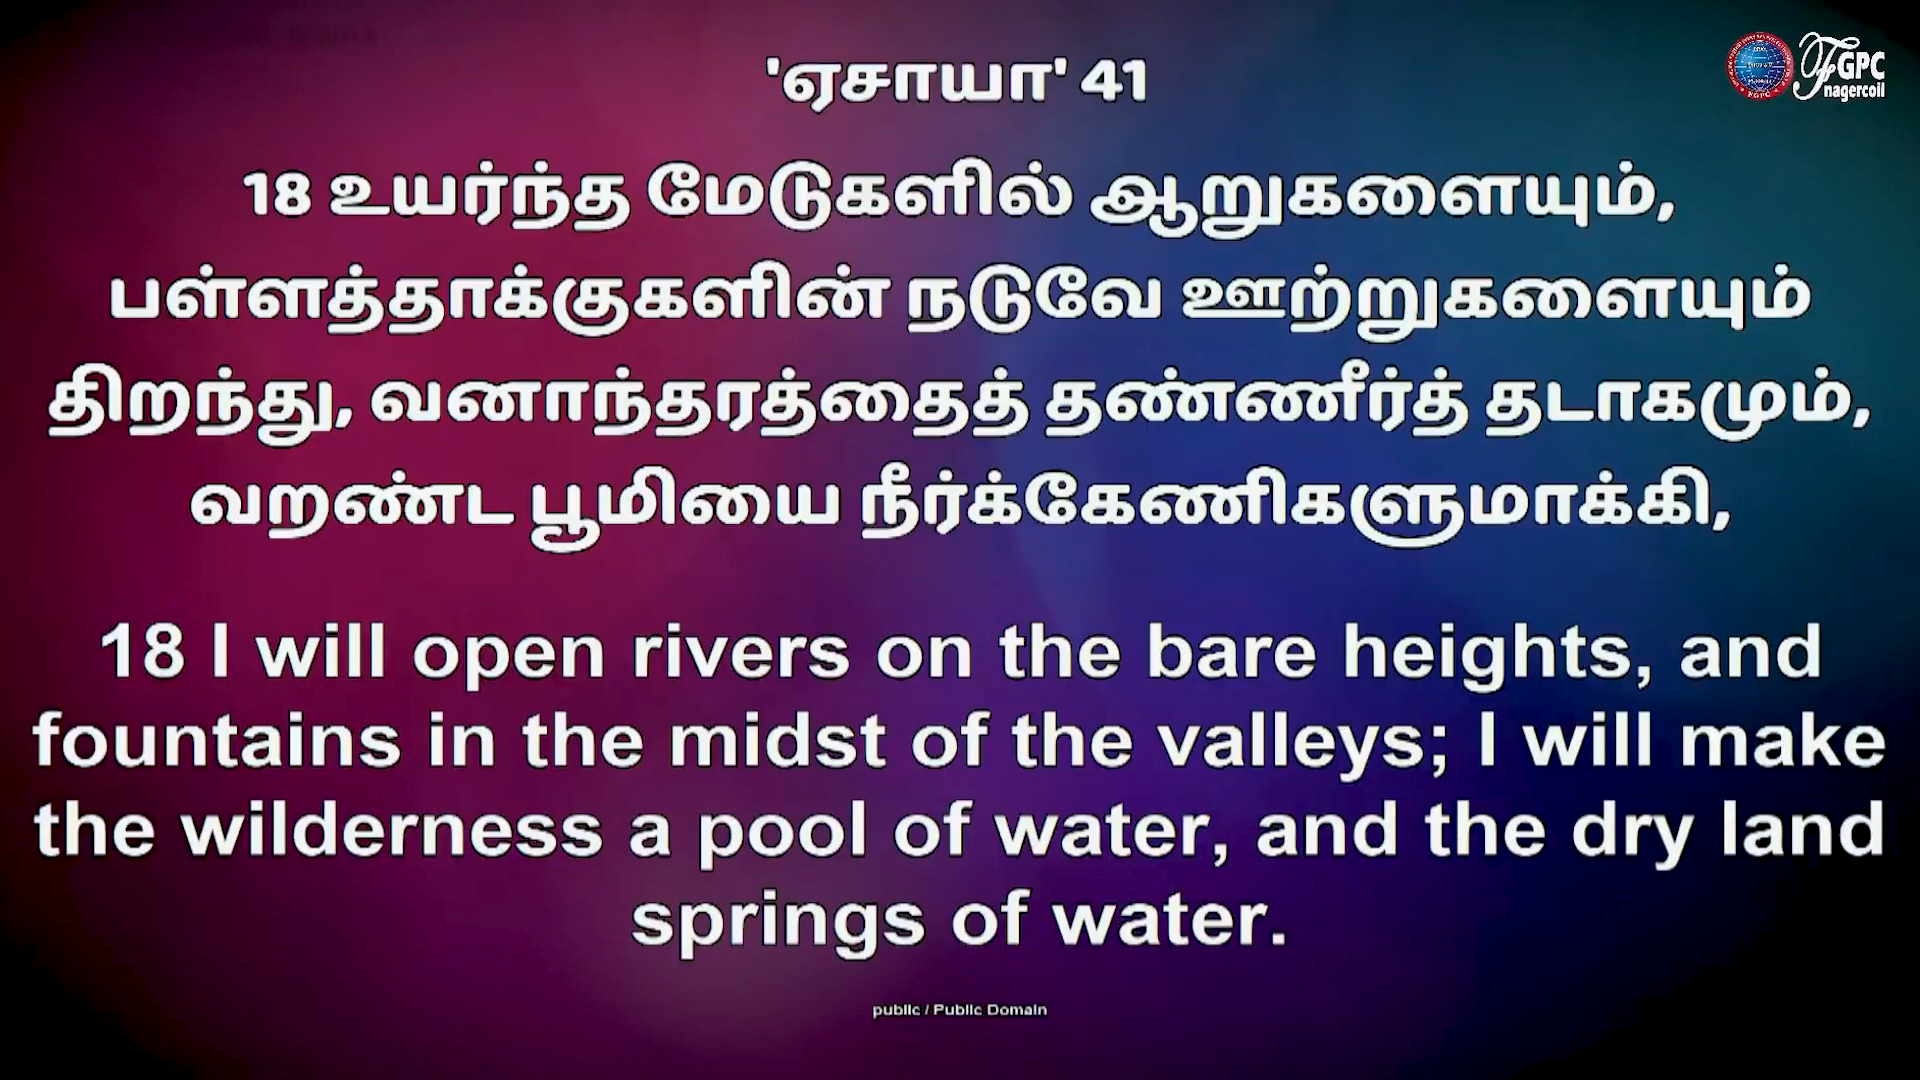 'ஏசாயா' 41
FGPC
nagercoil
18 உயர்ந்த மேடுகளில் ஆறுகளையும்,
பள்ளத்தாக்குகளின் நடுவே ஊற்றுகளையும்
திறந்து, வனாந்தரத்தைத் தண்ணீர்த் தடாகமும்,
வறண்ட பூமியை நீர்க்கேணிகளுமாக்கி,
18 I will open rivers on the bare heights, and
fountains in the midst of the valleys; I will make
the wilderness a pool of water, and the dry land
springs of water.
public / Public Domain